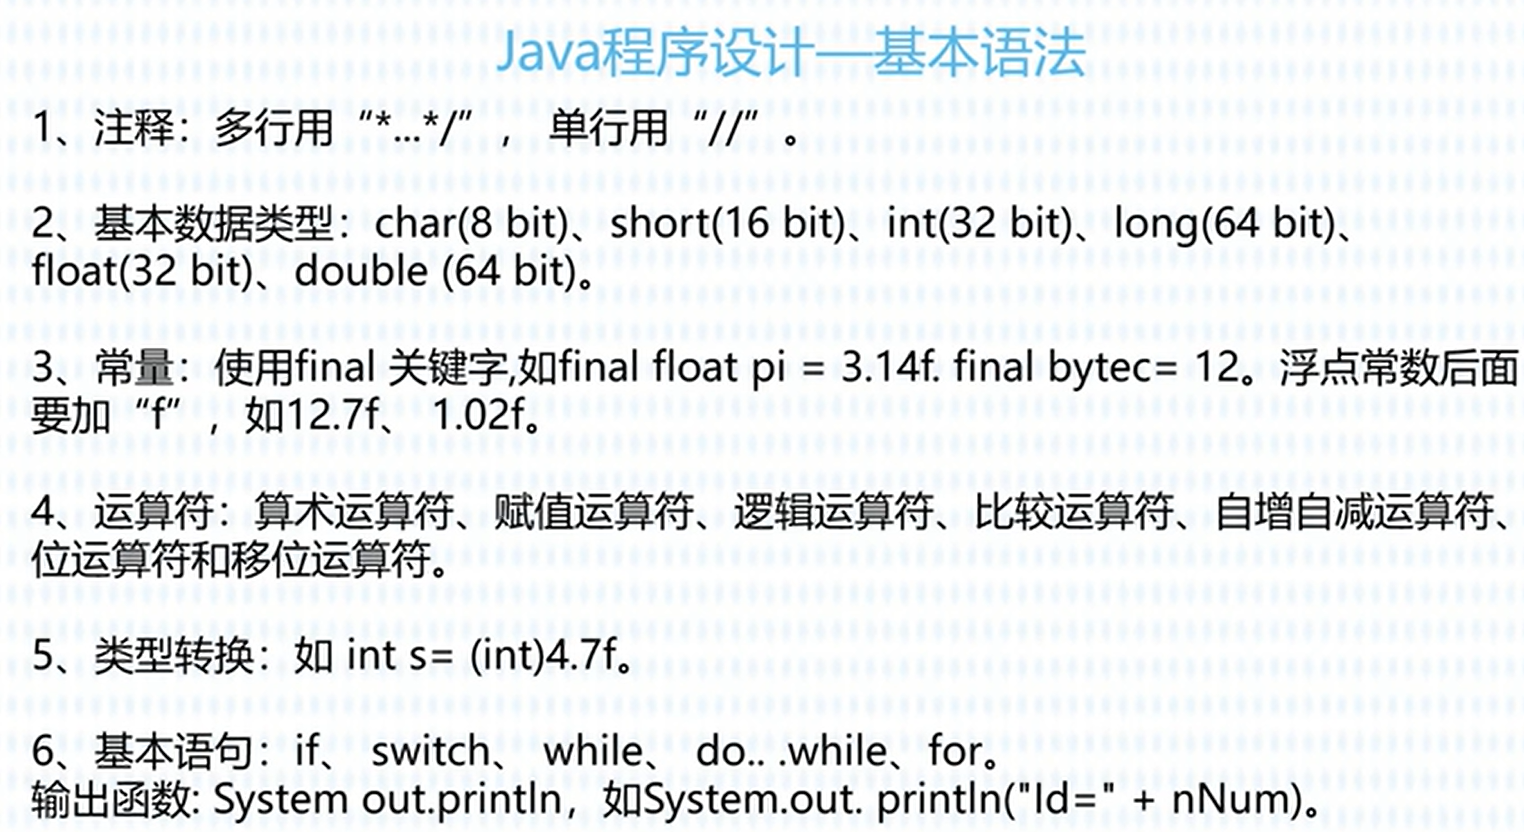 Java程序设计—基本语法
1、注释：多行用“*...*/”，单行用“//”。
2、基本数据类型：char(8 bit)、short(16 bit)、int(32 bit)、long(64 bit)、
float(32 bit)、double (64 bit)。
3、常量：使用final 关键字,如final float pi = 3.14f. final bytec= 12。浮点常数后面
要加“f”，如12.7f、 1.02f。
4、运算符：算术运算符、赋值运算符、逻辑运算符、比较运算符、自增自减运算符、
位运算符和移位运算符。
5、类型转换：如 int s= (int)4.7f。
6、基本语句：if、 switch、 while、 do.. .while、for。
输出函数: System out.println，如System.out. println("Id=" + nNum)。